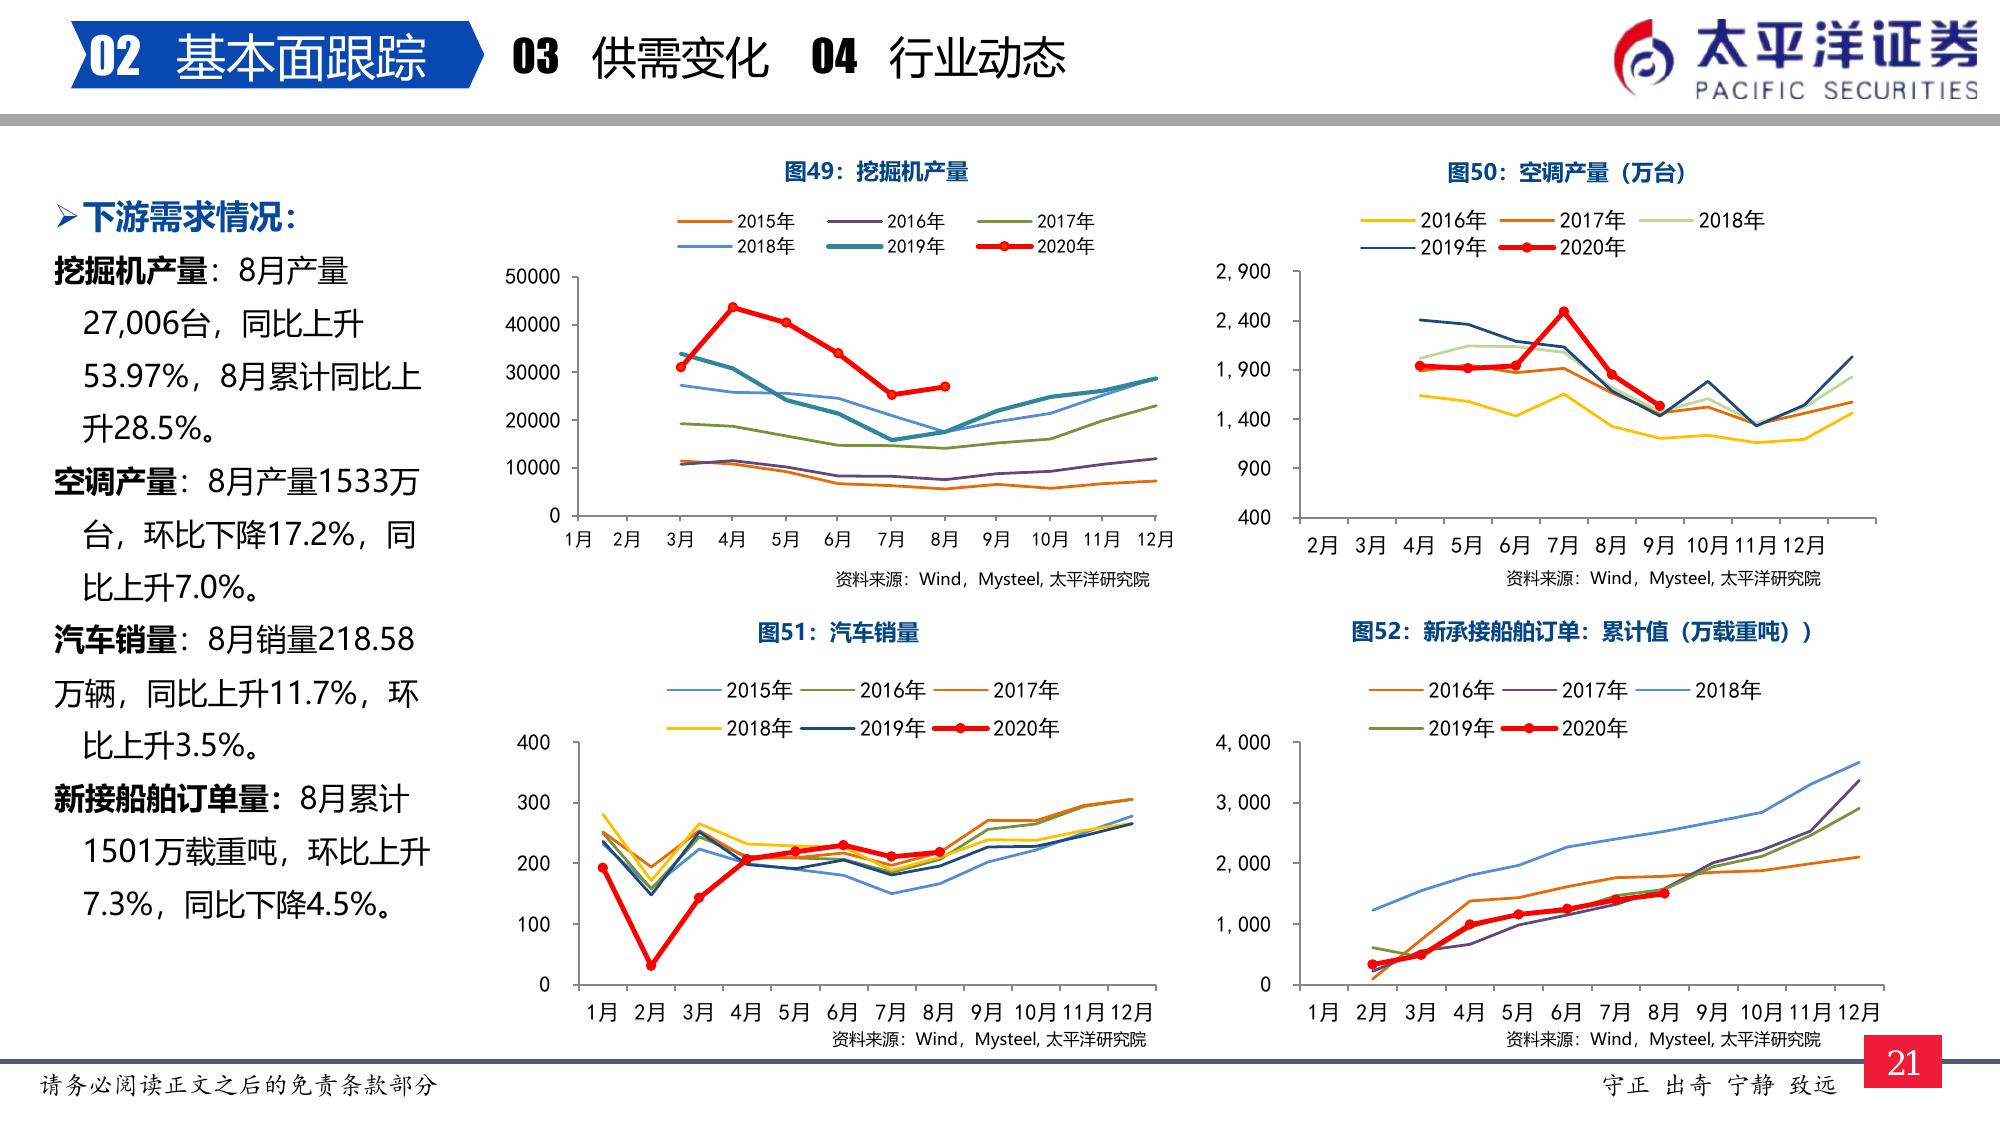 02 基本面跟踪 03 供需变化 04 行业动态
太平洋证券
PACIFIC SECURITIES
➢下游需求情况：
挖掘机产量：8月产量
27,006台，同比上升
53.97%，8月累计同比上
升28.5%。
空调产量：8月产量1533万
台，环比下降17.2%，同
比上升7.0%。
汽车销量：8月销量218.58
万辆，同比上升11.7%，环
比上升3.5%。
新接船舶订单量：8月累计
1501万载重吨，环比上升
7.3%，同比下降4.5%。
图49：挖掘机产量
2015年 2016年 2017年
2018年 2019年 2020年
50000
40000
30000
20000
10000
0
1月 2月 3月 4月 5月 6月 7月 8月 9月 10月 11月 12月
资料来源：Wind，Mysteel, 太平洋研究院
图50：空调产量（万台）
2016年 2017年 2018年
2019年 2020年
2,900
2,400
1,900
1,400
900
400
2月 3月 4月 5月 6月 7月 8月 9月 10月 11月 12月
资料来源：Wind，Mysteel, 太平洋研究院
图51：汽车销量
2015年 2016年 2017年
2018年 2019年 2020年
400
300
200
100
0
1月 2月 3月 4月 5月 6月 7月 8月 9月 10月 11月 12月
资料来源：Wind，Mysteel, 太平洋研究院
图52：新承接船舶订单：累计值（万载重吨））
2016年 2017年 2018年
2019年 2020年
4,000
3,000
2,000
1,000
0
1月 2月 3月 4月 5月 6月 7月 8月 9月 10月 11月 12月
资料来源：Wind，Mysteel, 太平洋研究院
请务必阅读正文之后的免责条款部分
守正 出奇 宁静 致远
21